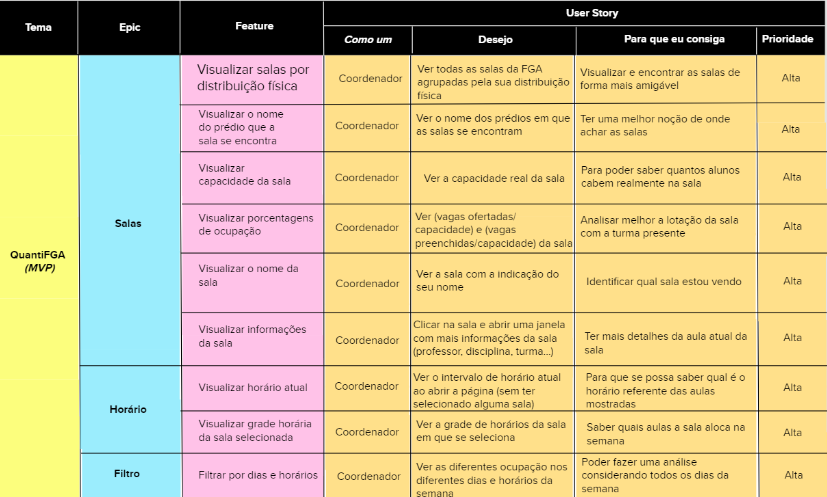 Tema
Epic
Feature
User Story
Como um
Desejo
Para que eu consiga
Prioridade
QuantiFGA
(MVP)
Salas
Visualizar salas por
distribuição física
Coordenador
Ver todas as salas da FGA
agrupadas pela sua distribuição
física
Visualizar e encontrar as salas de
forma mais amigável
Alta
Visualizar o nome
do prédio que a
sala se encontra
Coordenador
Ver o nome dos prédios em que
as salas se encontram
Ter uma melhor noção de onde
achar as salas
Alta
Visualizar
capacidade da sala
Coordenador
Ver a capacidade real da sala
Para poder saber quantos alunos
cabem realmente na sala
Alta
Visualizar porcentagens
de ocupação
Coordenador
Ver (vagas ofertadas/
capacidade) e (vagas
preenchidas/capacidade) da sala
Analisar melhor a lotação da sala
com a turma presente
Alta
Visualizar o nome da
sala
Coordenador
Ver a sala com a indicação do
seu nome
Identificar qual sala estou vendo
Alta
Visualizar informações
da sala
Coordenador
Clicar na sala e abrir uma janela
com mais informações da sala
(professor, disciplina, turma...)
Ter mais detalhes da aula atual da
sala
Alta
Horário
Visualizar horário atual
Coordenador
Ver o intervalo de horário atual
ao abrir a página (sem ter
selecionado alguma sala)
Para que se possa saber qual é o
horário referente das aulas
mostradas
Alta
Visualizar grade horária
da sala selecionada
Coordenador
Ver a grade de horários da sala
em que se seleciona
Saber quais aulas a sala aloca na
semana
Alta
Filtro
Filtrar por dias e horários
Coordenador
Ver as diferentes ocupação nos
diferentes dias e horários da
semana
Poder fazer uma análise
considerando todos os dias da
semana
Alta